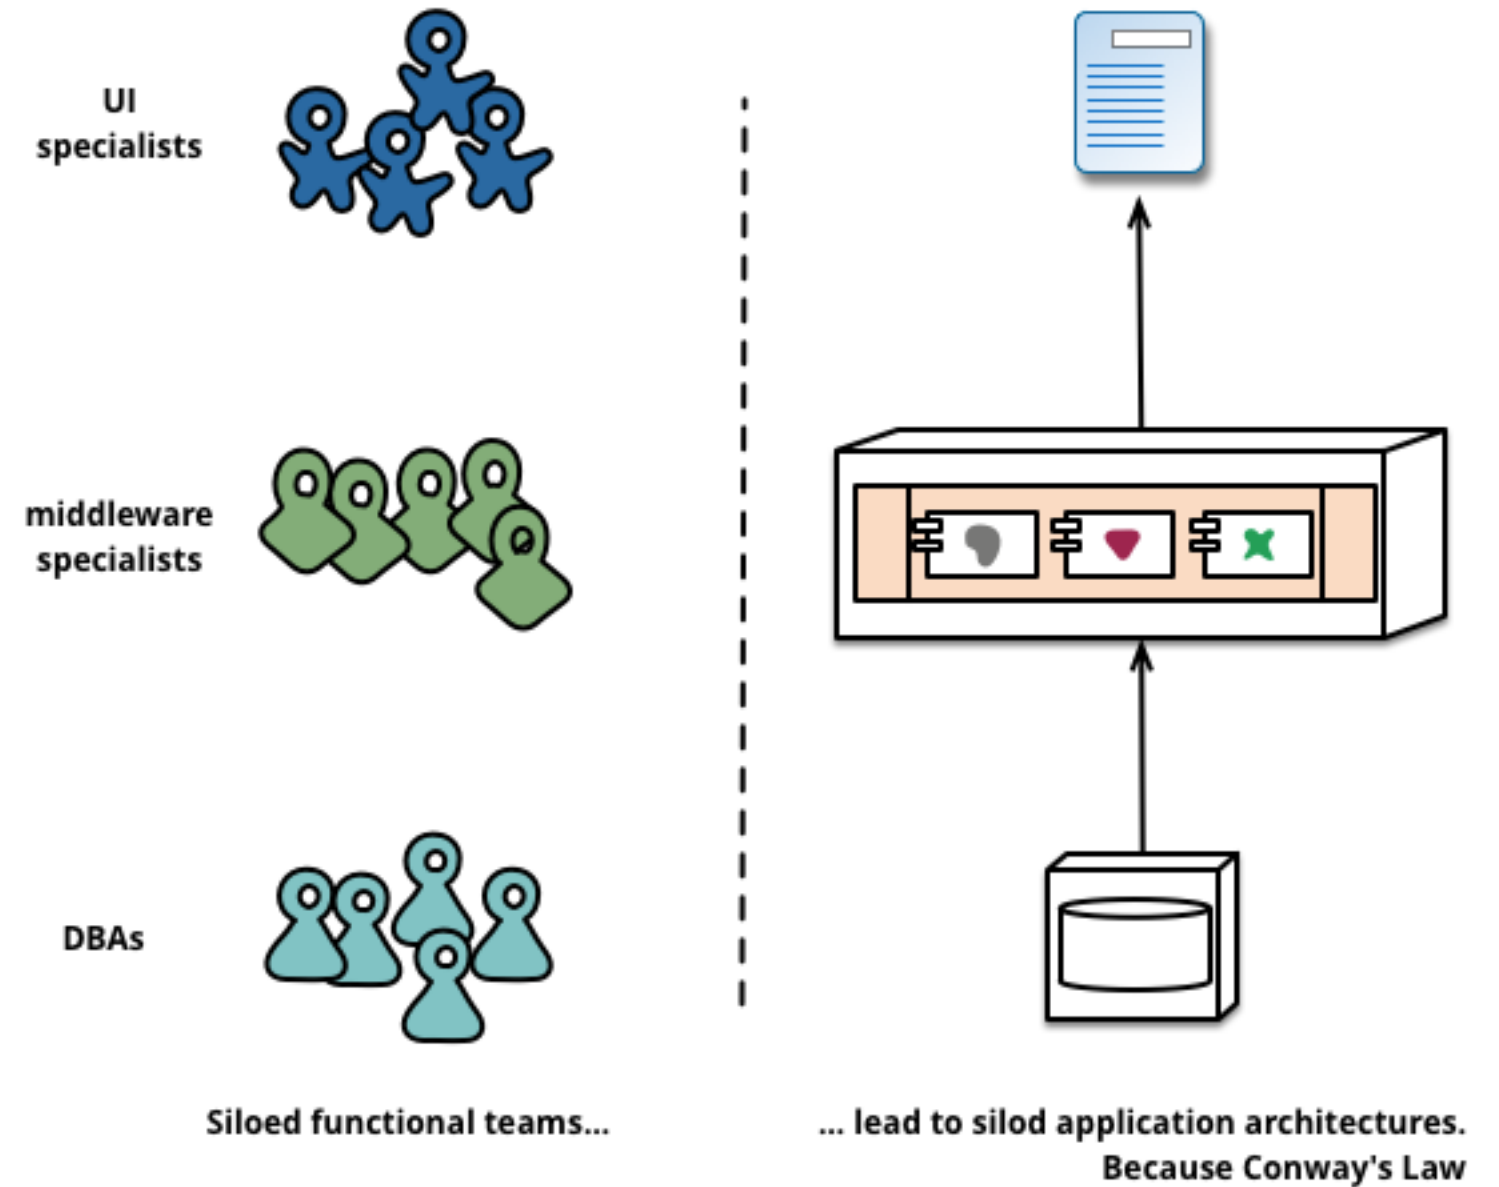 UI
specialists
middleware
specialists
DBAs
Siloed functional teams...
... lead to silod application architectures.
Because Conway's Law